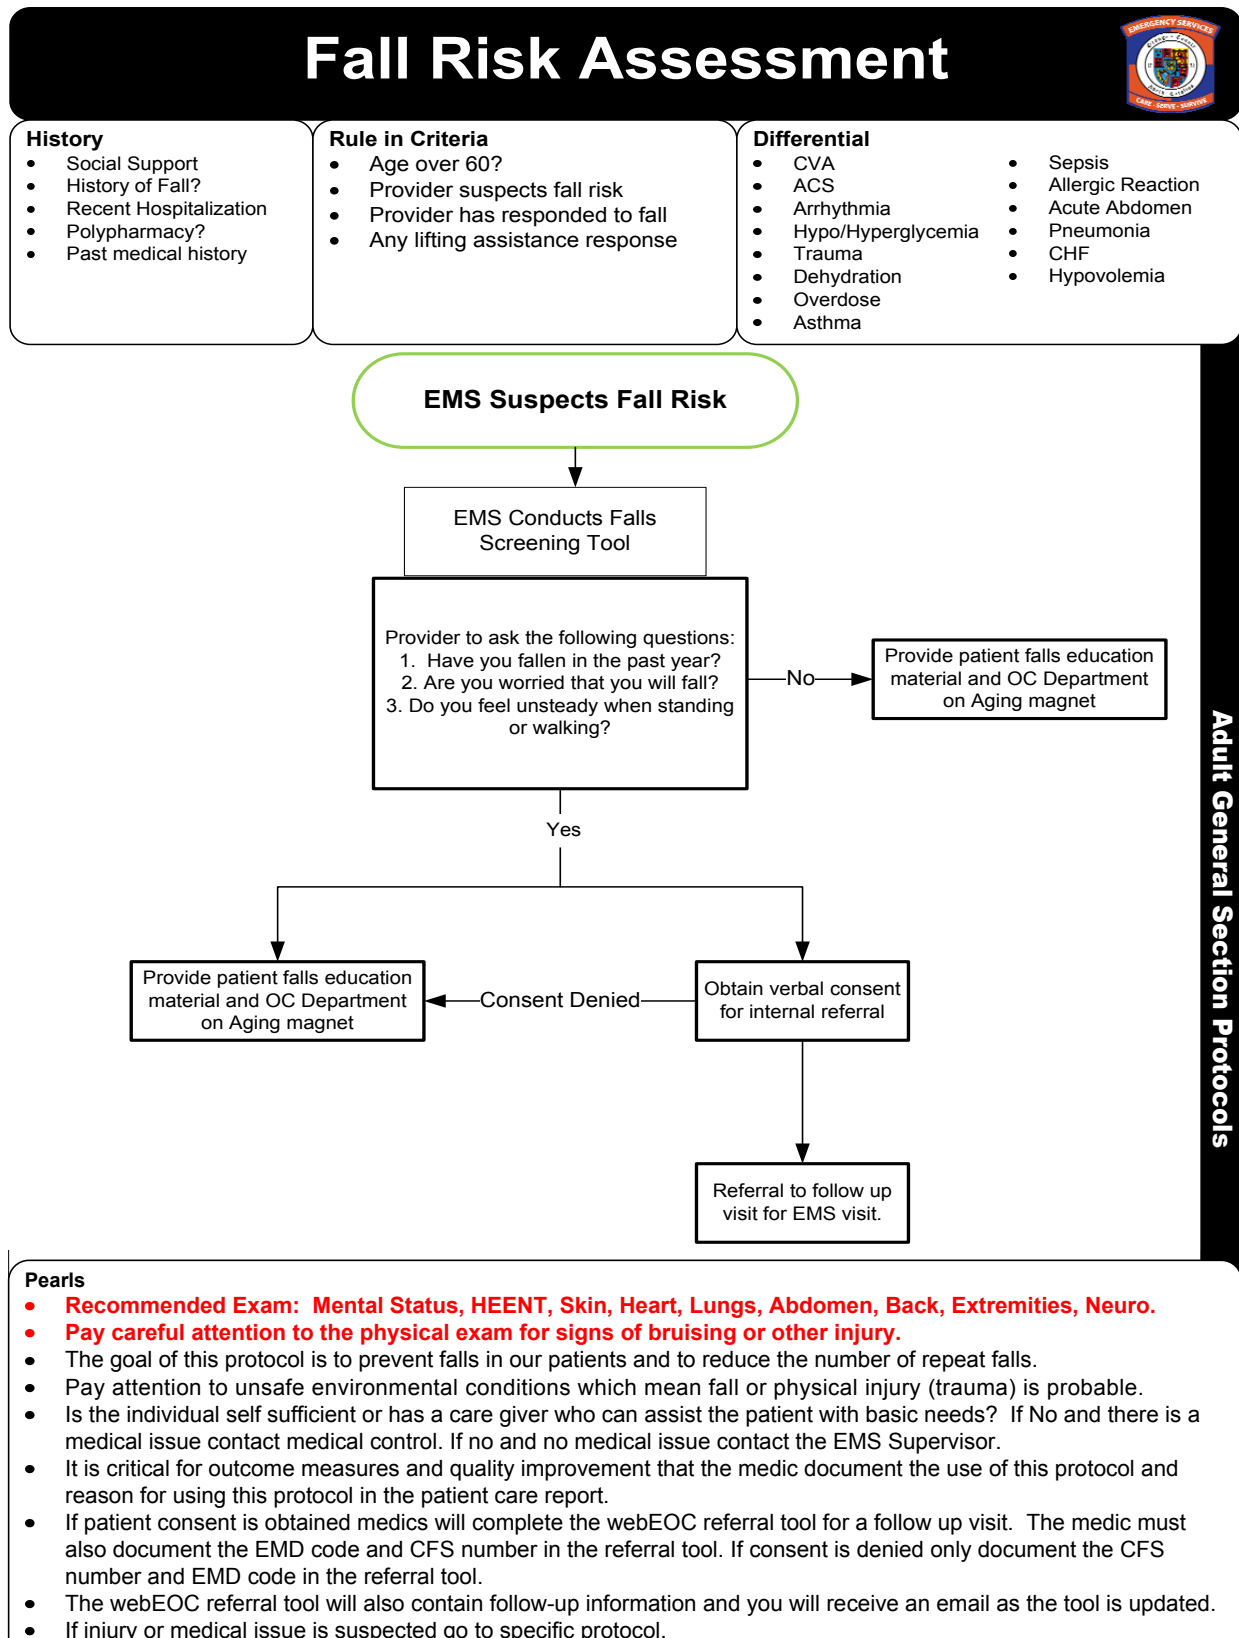 Fall Risk Assessment
EMERGENCY SERVICES
CARE - SERVE - SURVIVE
History
• Social Support
• History of Fall?
• Recent Hospitalization
• Polypharmacy?
• Past medical history
Rule in Criteria
• Age over 60?
• Provider suspects fall risk
• Provider has responded to fall
• Any lifting assistance response
Differential
• CVA
• ACS
• Arrhythmia
• Hypo/Hyperglycemia
• Trauma
• Dehydration
• Overdose
• Asthma
• Sepsis
• Allergic Reaction
• Acute Abdomen
• Pneumonia
• CHF
• Hypovolemia
EMS Suspects Fall Risk
EMS Conducts Falls
Screening Tool
Provider to ask the following questions:
1. Have you fallen in the past year?
2. Are you worried that you will fall?
3. Do you feel unsteady when standing
or walking?
No
Provide patient falls education
material and OC Department
on Aging magnet
Yes
Provide patient falls education
material and OC Department
on Aging magnet
Consent Denied
Obtain verbal consent
for internal referral
Referral to follow up
visit for EMS visit.
Adult General Section Protocols
Pearls
• Recommended Exam: Mental Status, HEENT, Skin, Heart, Lungs, Abdomen, Back, Extremities, Neuro.
• Pay careful attention to the physical exam for signs of bruising or other injury.
• The goal of this protocol is to prevent falls in our patients and to reduce the number of repeat falls.
• Pay attention to unsafe environmental conditions which mean fall or physical injury (trauma) is probable.
• Is the individual self sufficient or has a care giver who can assist the patient with basic needs? If No and there is a
medical issue contact medical control. If no and no medical issue contact the EMS Supervisor.
• It is critical for outcome measures and quality improvement that the medic document the use of this protocol and
reason for using this protocol in the patient care report.
• If patient consent is obtained medics will complete the webEOC referral tool for a follow up visit. The medic must
also document the EMD code and CFS number in the referral tool. If consent is denied only document the CFS
number and EMD code in the referral tool.
• The webEOC referral tool will also contain follow-up information and you will receive an email as the tool is updated.
• If injury or medical issue is suspected go to specific protocol.